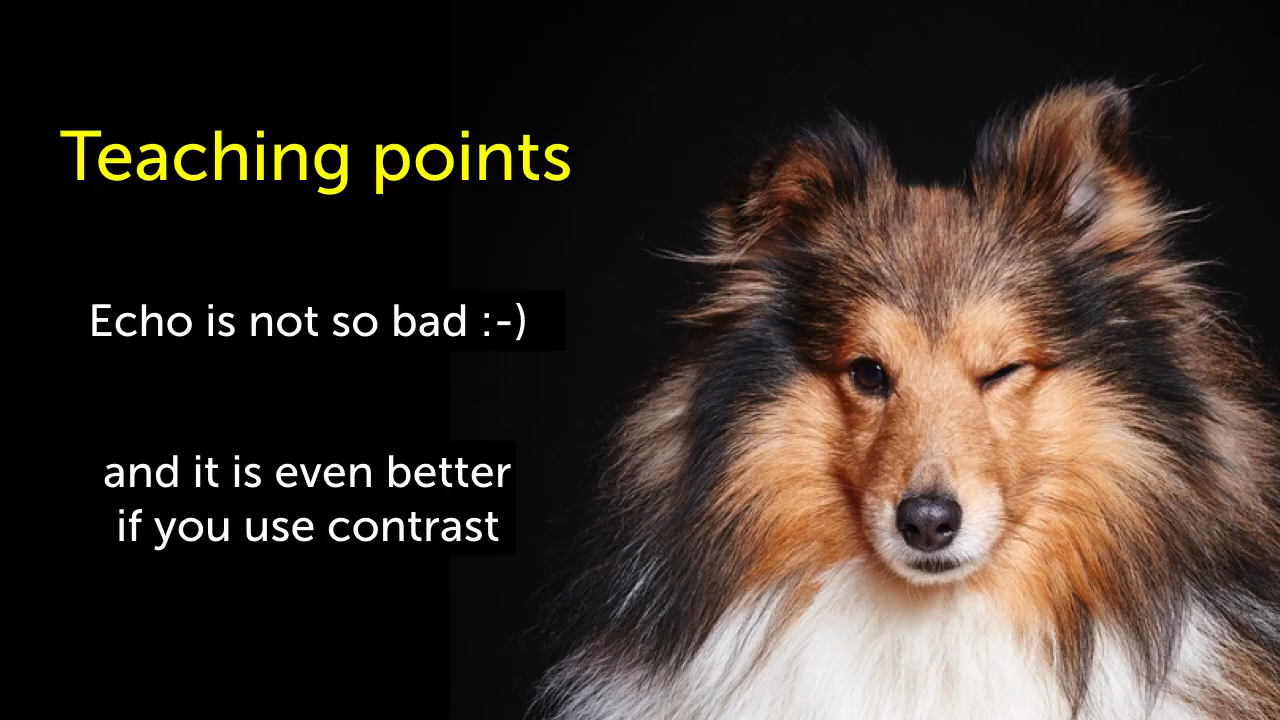 Teaching points
Echo is not so bad :-)
and it is even better
if you use contrast